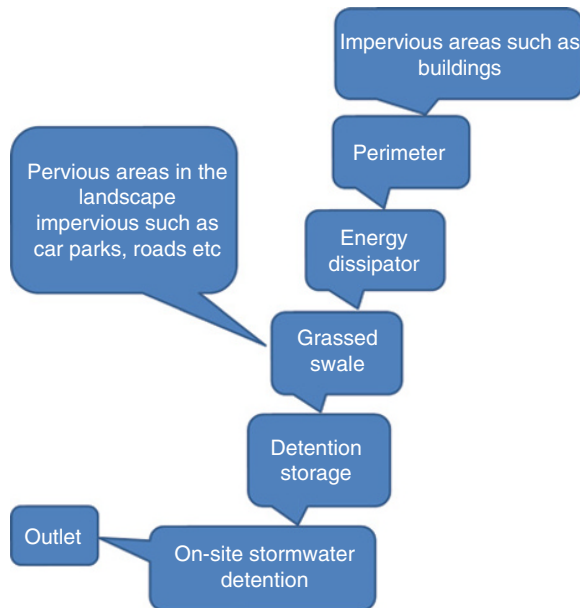 Impervious areas such as
buildings
Perimeter
Pervious areas in the
landscape
impervious such as
car parks, roads etc
Energy
dissipator
Grassed
swale
Detention
storage
Outlet
On-site stormwater
detention